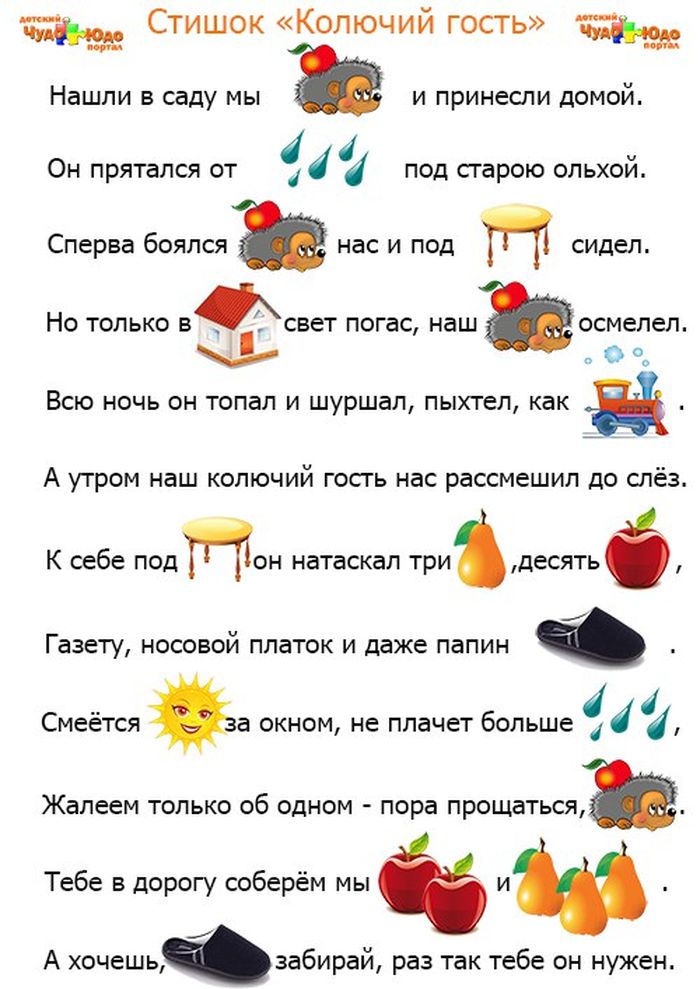 детский Чудо-Юдо портал
Стишок «Колючий гость»
детский Чудо-Юдо портал
Нашли в саду мы и принесли домой.
Он прятался от под старою ольхой.
Сперва боялся нас и под сидел.
Но только в свет погас, наш осмелел.
Всю ночь он топал и шуршал, пыхтел, как .
А утром наш колючий гость нас рассмешил до слёз.
К себе под он натаскал три ,десять ,
Газету, носовой платок и даже папин .
Смеётся за окном, не плачет больше ,
Жалеем только об одном - пора прощаться, .
Тебе в дорогу соберём мы и .
А хочешь, забирай, раз так тебе он нужен.